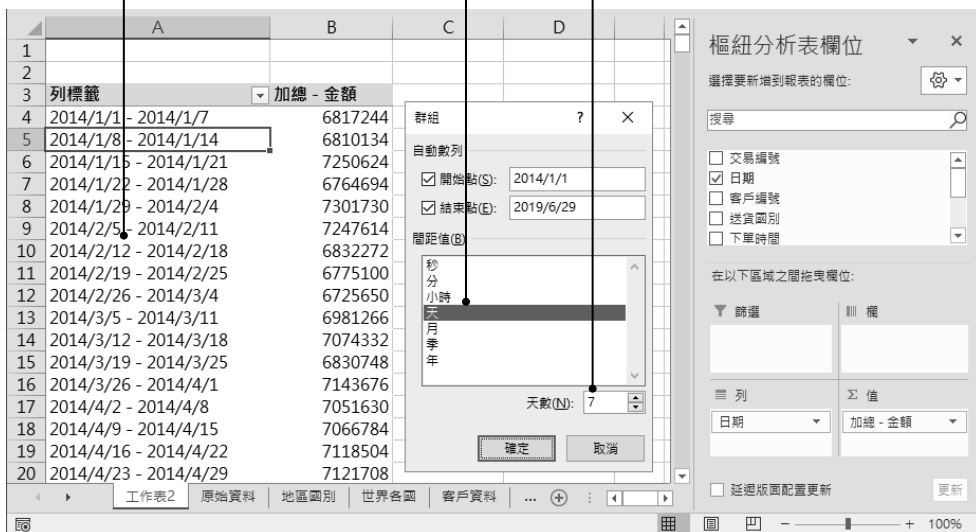 A B C D
1
2
3 列標籤 加總 - 金額
4 2014/1/1 - 2014/1/7 6817244
5 2014/1/8 - 2014/1/14 6810134
6 2014/1/15 - 2014/1/21 7250624
7 2014/1/22 - 2014/1/28 6764694
8 2014/1/29 - 2014/2/4 7301730
9 2014/2/5 - 2014/2/11 7247614
10 2014/2/12 - 2014/2/18 6832272
11 2014/2/19 - 2014/2/25 6775100
12 2014/2/26 - 2014/3/4 6725650
13 2014/3/5 - 2014/3/11 6981266
14 2014/3/12 - 2014/3/18 7074332
15 2014/3/19 - 2014/3/25 6830748
16 2014/3/26 - 2014/4/1 7143676
17 2014/4/2 - 2014/4/8 7051630
18 2014/4/9 - 2014/4/15 7066784
19 2014/4/16 - 2014/4/22 7118504
20 2014/4/23 - 2014/4/29 7121708
工作表2 原始資料 地區國別 世界各國 客戶資料 ...
群組 ? ×
自動數列
開始點(S): 2014/1/1
結束點(E): 2019/6/29
間距值(B)
秒
分
小時
天
月
季
年
天數(N): 7
確定 取消
樞紐分析表欄位
選擇要新增到報表的欄位:
搜尋
交易編號
日期
客戶編號
送貨國別
下單時間
在以下區域之間拖曳欄位:
篩選 欄
列 Σ 值
日期 加總 - 金額
延遲版面配置更新 更新
100%